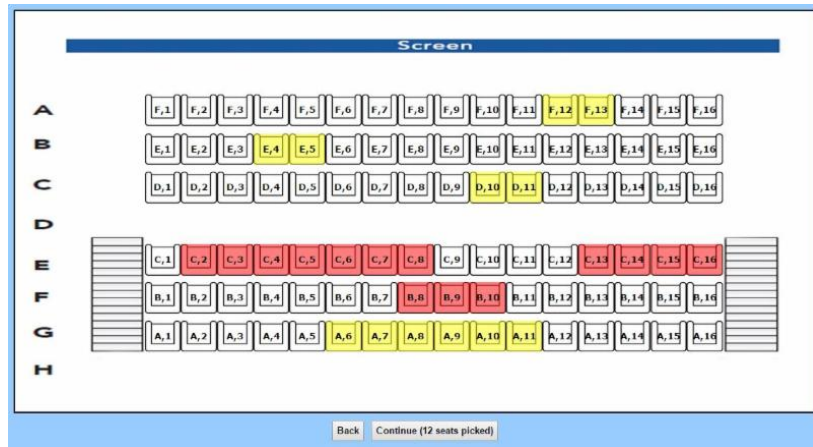 Screen
A F,1 F,2 F,3 F,4 F,5 F,6 F,7 F,8 F,9 F,10 F,11 F,12 F,13 F,14 F,15 F,16
B E,1 E,2 E,3 E,4 E,5 E,6 E,7 E,8 E,9 E,10 E,11 E,12 E,13 E,14 E,15 E,16
C D,1 D,2 D,3 D,4 D,5 D,6 D,7 D,8 D,9 D,10 D,11 D,12 D,13 D,14 D,15 D,16
D
E C,1 C,2 C,3 C,4 C,5 C,6 C,7 C,8 C,9 C,10 C,11 C,12 C,13 C,14 C,15 C,16
F B,1 B,2 B,3 B,4 B,5 B,6 B,7 B,8 B,9 B,10 B,11 B,12 B,13 B,14 B,15 B,16
G A,1 A,2 A,3 A,4 A,5 A,6 A,7 A,8 A,9 A,10 A,11 A,12 A,13 A,14 A,15 A,16
H
Back Continue (12 seats picked)